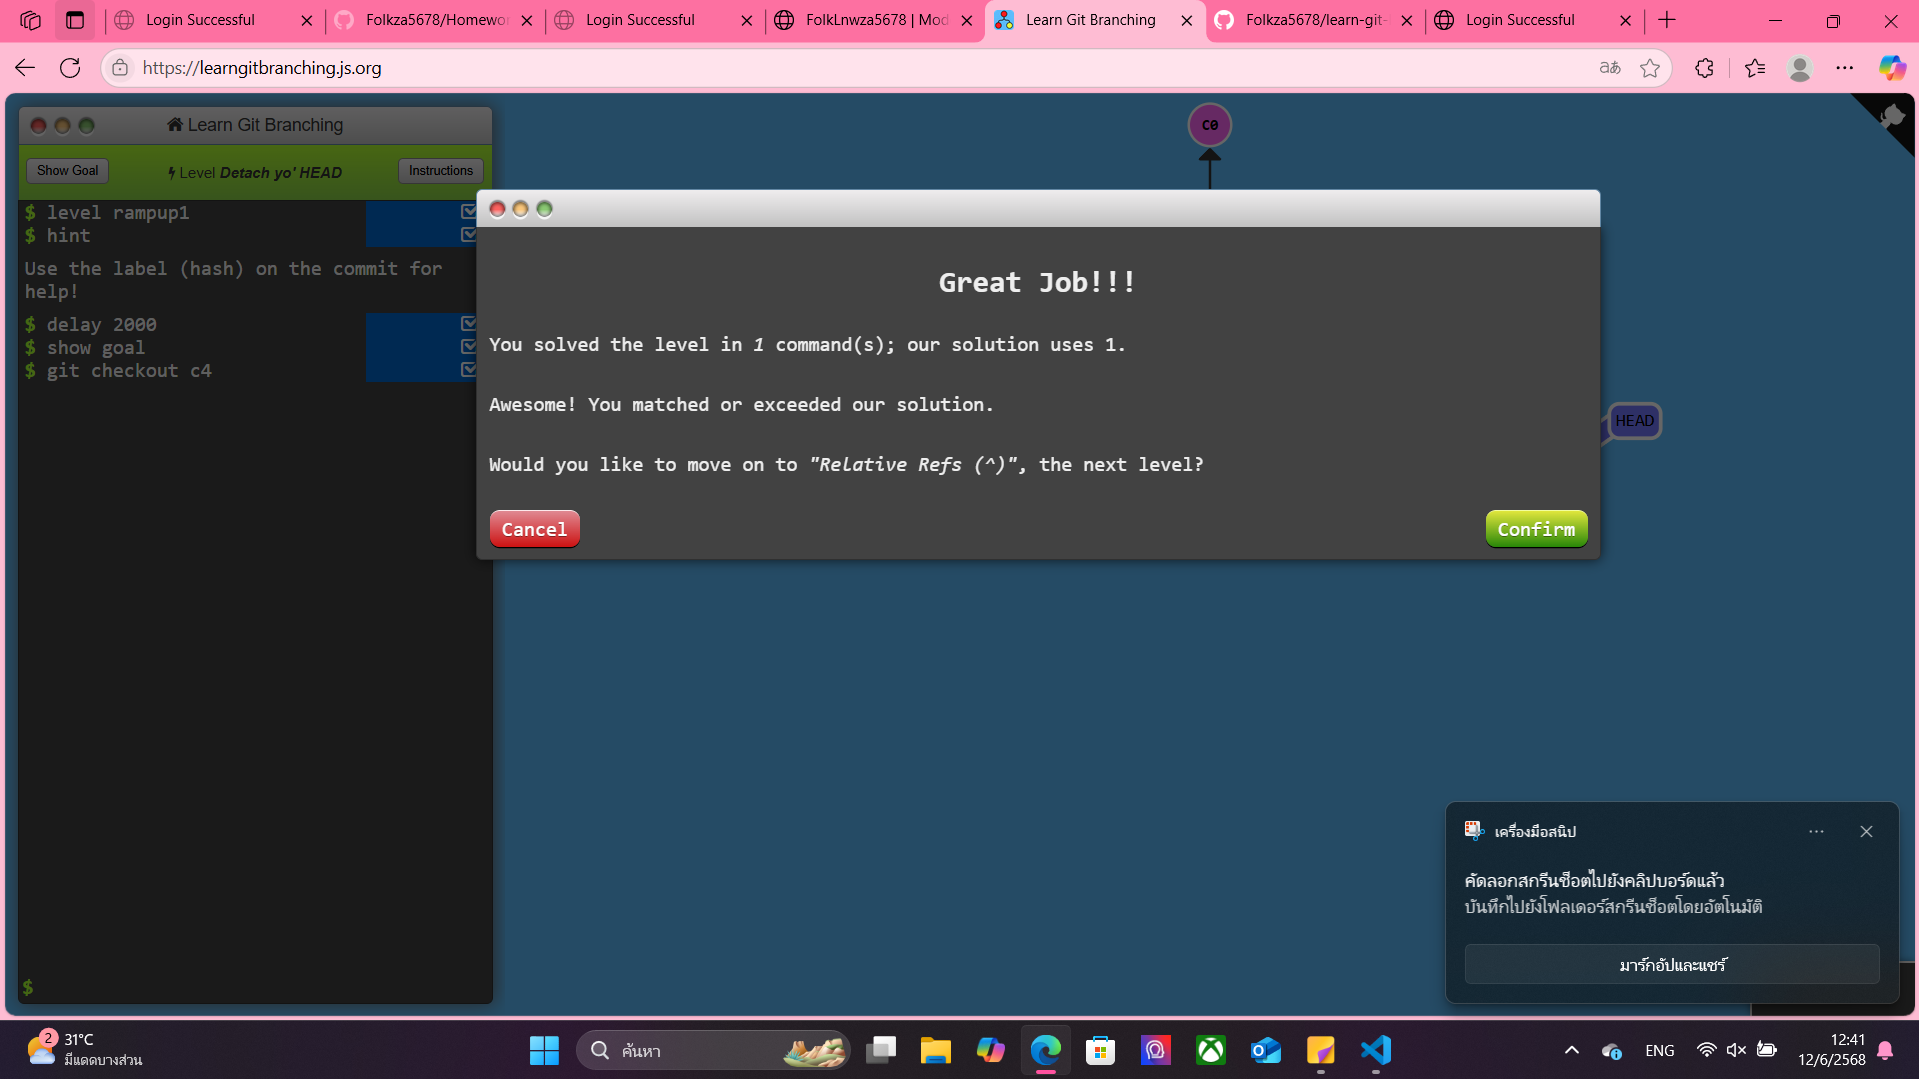 Login Successful
Folkza5678/Homewor
Login Successful
FolkLnwza5678 | Mod
Learn Git Branching
Folkza5678/learn-git-
Login Successful
https://learngitbranching.js.org
Learn Git Branching
Show Goal
Level Detach yo' HEAD
Instructions
$ level rampup1
$ hint
Use the label (hash) on the commit for
help!
$ delay 2000
$ show goal
$ git checkout c4
$
C0
HEAD
Great Job!!!
You solved the level in 1 command(s); our solution uses 1.
Awesome! You matched or exceeded our solution.
Would you like to move on to "Relative Refs (^)", the next level?
Cancel
Confirm
เครื่องมือสนิป
คัดลอกสกรีนช็อตไปยังคลิปบอร์ดแล้ว
บันทึกไปยังโฟลเดอร์สกรีนช็อตโดยอัตโนมัติ
มาร์กอัปและแชร์
2
31°C
มีแดดบางส่วน
ค้นหา
ENG
12:41
12/6/2568